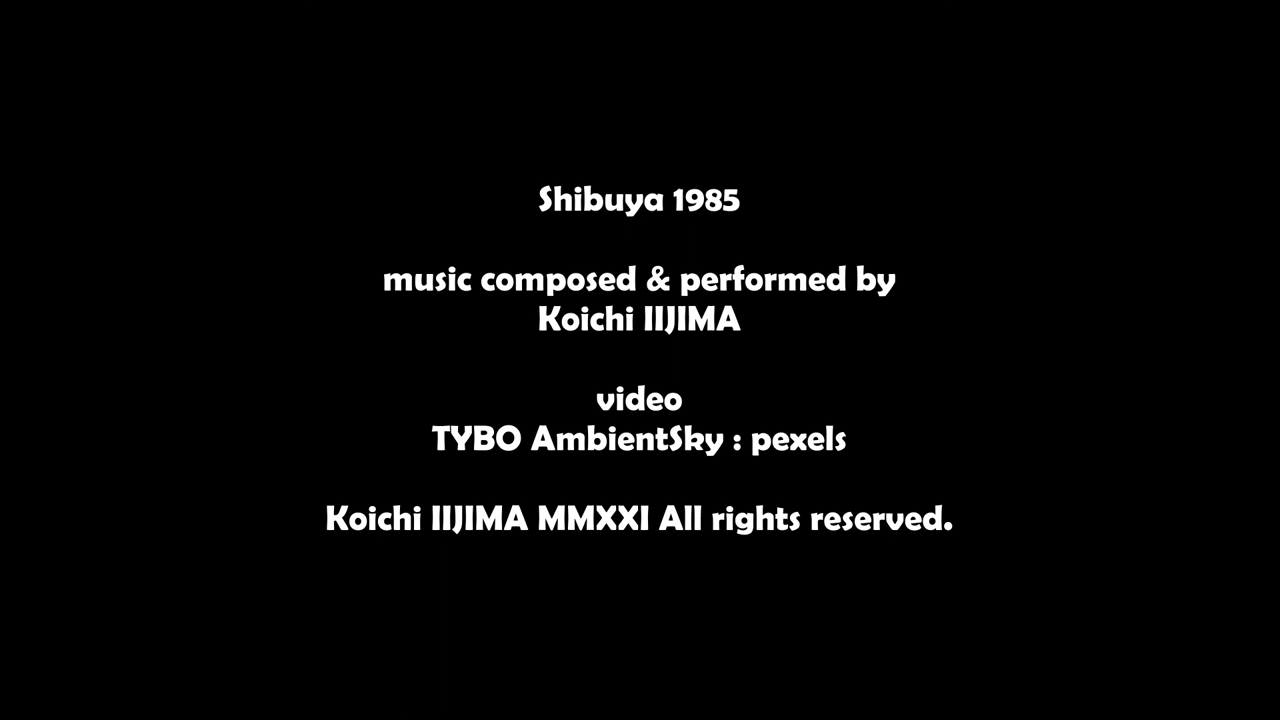 Shibuya 1985
music composed & performed by
Koichi IIJIMA
video
TYBO AmbientSky : pexels
Koichi IIJIMA MMXXI All rights reserved.